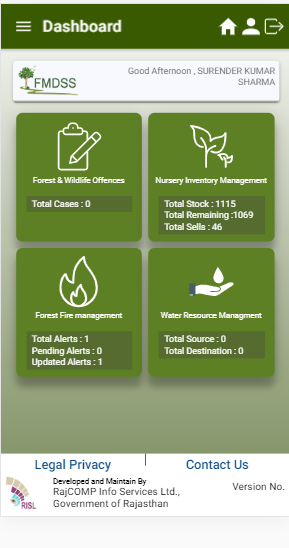 Dashboard
FMDSS
Good Afternoon , SURENDER KUMAR
SHARMA
Forest & Wildlife Offences
Total Cases : 0
Nursery Inventory Management
Total Stock : 1115
Total Remaining :1069
Total Sells : 46
Forest Fire management
Total Alerts : 1
Pending Alerts : 0
Updated Alerts : 1
Water Resource Managment
Total Source : 0
Total Destination : 0
Legal Privacy
Contact Us
RISL
Developed and Maintain By
RajCOMP Info Services Ltd.,
Government of Rajasthan
Version No.